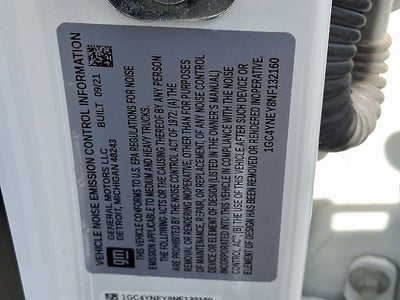 VEHICLE NOISE EMISSION CONTROL INFORMATION
gm
GENERAL MOTORS LLC
DETROIT, MICHIGAN 48243
BUILT 09/21
THIS VEHICLE CONFORMS TO U.S. EPA REGULATIONS FOR NOISE
EMISSION APPLICABLE TO MEDIUM AND HEAVY TRUCKS.
THE FOLLOWING ACTS OR THE CAUSING THEREOF BY ANY PERSON
ARE PROHIBITED BY THE NOISE CONTROL ACT OF 1972: (A) THE
REMOVAL OR RENDERING INOPERATIVE, OTHER THAN FOR PURPOSES
OF MAINTENANCE, REPAIR, OR REPLACEMENT, OF ANY NOISE CONTROL
DEVICE OR ELEMENT OF DESIGN (LISTED IN THE OWNER'S MANUAL)
INCORPORATED INTO THIS VEHICLE IN COMPLIANCE WITH THE NOISE
CONTROL ACT; (B) THE USE OF THIS VEHICLE AFTER SUCH DEVICE OR
ELEMENT OF DESIGN HAS BEEN REMOVED OR RENDERED INOPERATIVE.
1GC4YNEY8NF132160
1GC4YNEY8NF132160